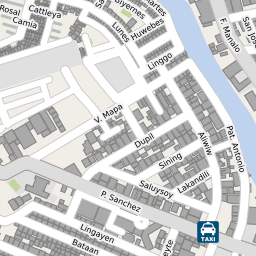 Rosal
Camia
Cattleya
Lunes
Huwebes
Linggo
F. Manalo
San Jose
V. Mapa
Dupil
Aliwiw
Sining
Pat. Antonio
Lakandili
Saluysoy
P. Sanchez
Lingayen
Bataan
TAXI